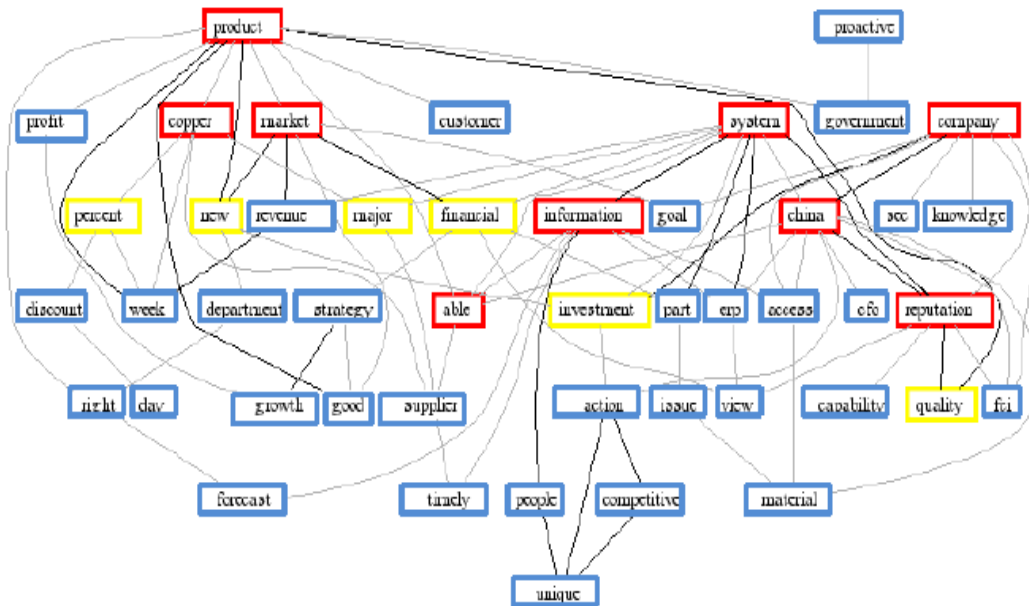 product
proactive
profit
copper
market
customer
system
government
company
percent
new
revenue
major
financial
information
goal
china
sec
knowledge
discount
week
department
strategy
able
investment
part
erp
access
cfo
reputation
right
day
growth
good
supplier
action
issue
view
capability
quality
fei
forecast
timely
people
competitive
material
unique